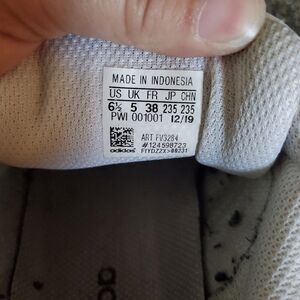 MADE IN INDONESIA
US UK FR JP CHN
6½ 5 38 235 235
PWI 001001 12/19
ART FV3284
#124598723
adidas